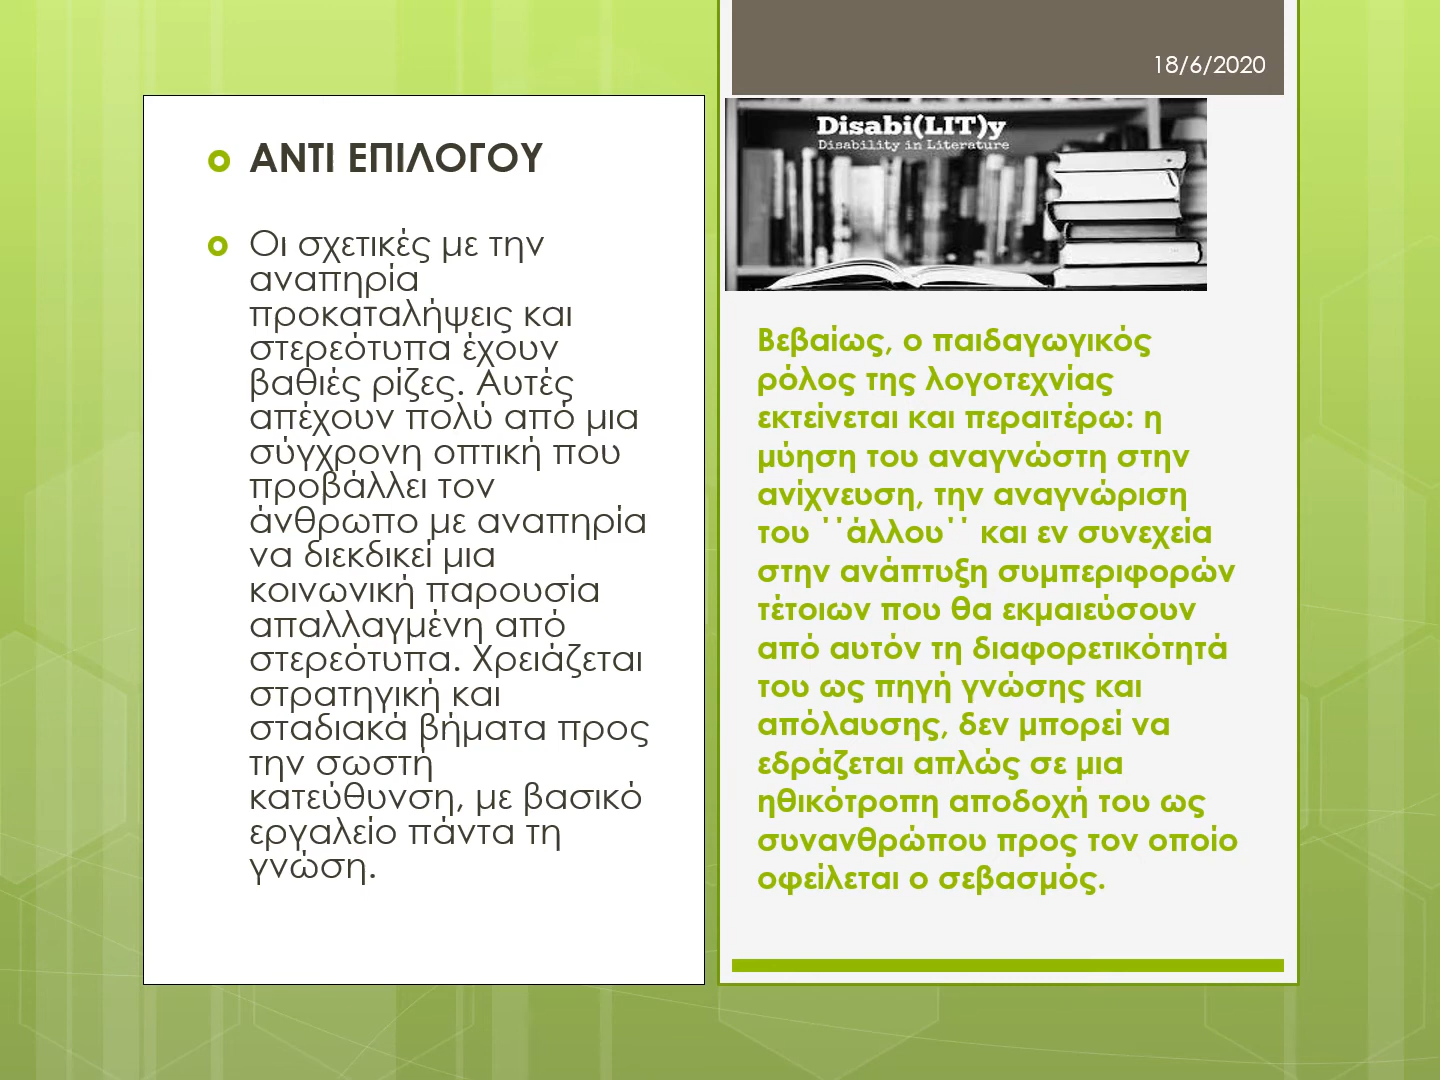 ΑΝΤΙ ΕΠΙΛΟΓΟΥ
Οι σχετικές με την
αναπηρία
προκαταλήψεις και
στερεότυπα έχουν
βαθιές ρίζες. Αυτές
απέχουν πολύ από μια
σύγχρονη οπτική που
προβάλλει τον
άνθρωπο με αναπηρία
να διεκδικεί μια
κοινωνική παρουσία
απαλλαγμένη από
στερεότυπα. Χρειάζεται
στρατηγική και
σταδιακά βήματα προς
την σωστή
κατεύθυνση, με βασικό
εργαλείο πάντα τη
γνώση.
18/6/2020
Disabi(LIT)y
Disability in Literature
Βεβαίως, ο παιδαγωγικός
ρόλος της λογοτεχνίας
εκτείνεται και περαιτέρω: η
μύηση του αναγνώστη στην
ανίχνευση, την αναγνώριση
του ΄΄άλλου΄΄ και εν συνεχεία
στην ανάπτυξη συμπεριφορών
τέτοιων που θα εκμαιεύσουν
από αυτόν τη διαφορετικότητά
του ως πηγή γνώσης και
απόλαυσης, δεν μπορεί να
εδράζεται απλώς σε μια
ηθικότροπη αποδοχή του ως
συνανθρώπου προς τον οποίο
οφείλεται ο σεβασμός.